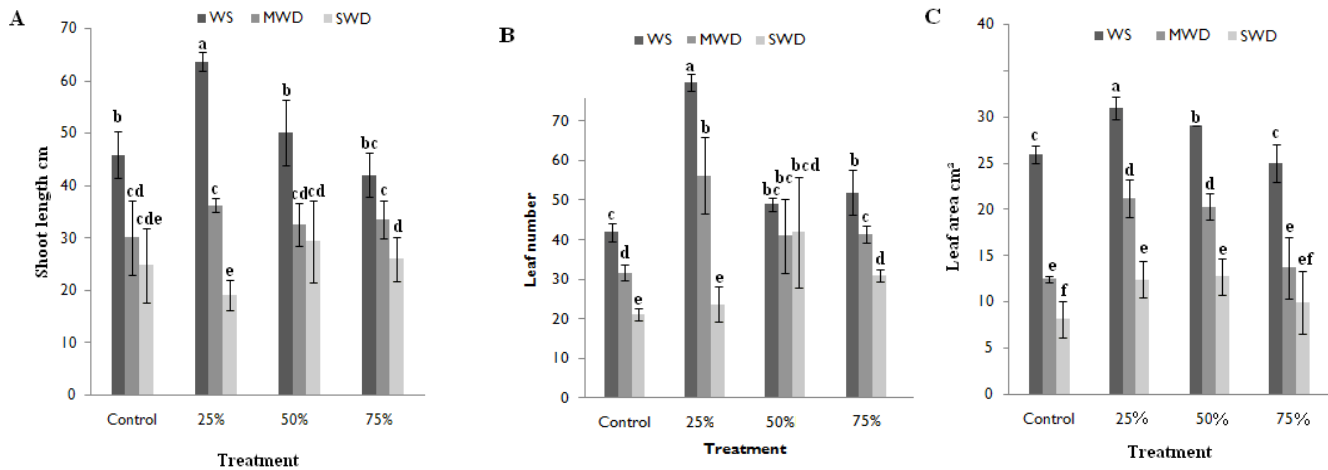 A
WS MWD SWD
Shoot length cm
70
60
50
40
30
20
10
0
b cd cde
a c e
b cd cd
bc c d
Control 25% 50% 75%
Treatment
B
WS MWD SWD
Leaf number
70
60
50
40
30
20
10
0
c d e
a b e
bc bc bcd
b c d
Control 25% 50% 75%
Treatment
C
WS MWD SWD
Leaf area cm²
40
35
30
25
20
15
10
5
0
c e f
a d e
b d e
c e ef
Control 25% 50% 75%
Treatment